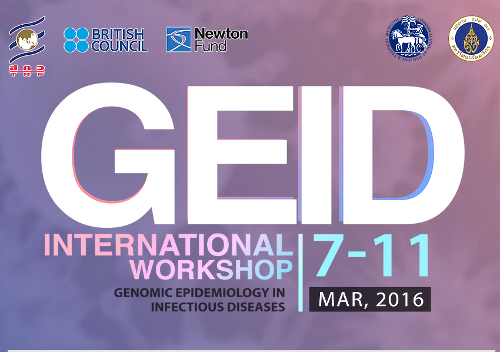 BRITISH
COUNCIL
Newton
Fund
GEID
INTERNATIONAL
WORKSHOP
7-11
GENOMIC EPIDEMIOLOGY IN
INFECTIOUS DISEASES
MAR, 2016